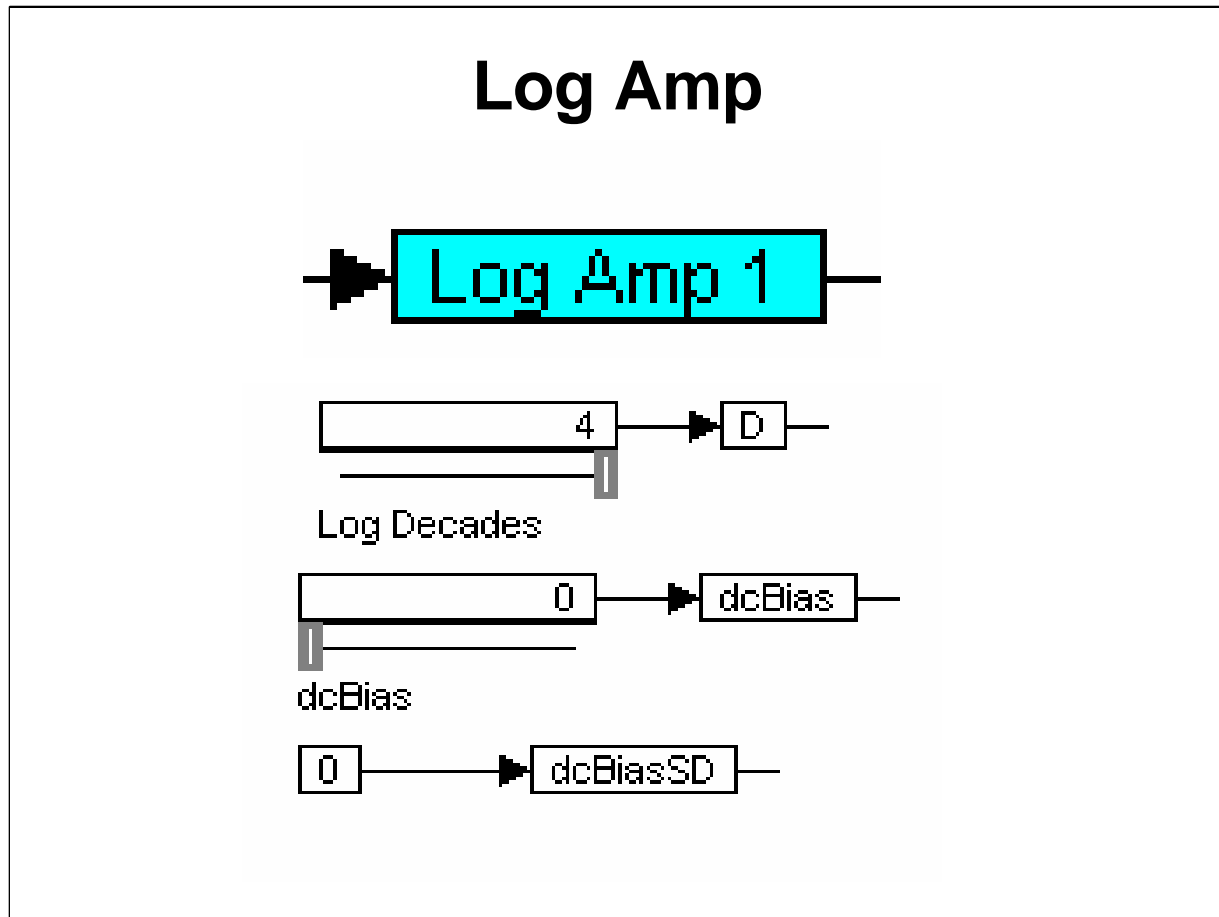 Log Amp
Log Amp 1
4 D
Log Decades
0 dcBias
dcBias
0 dcBiasSD